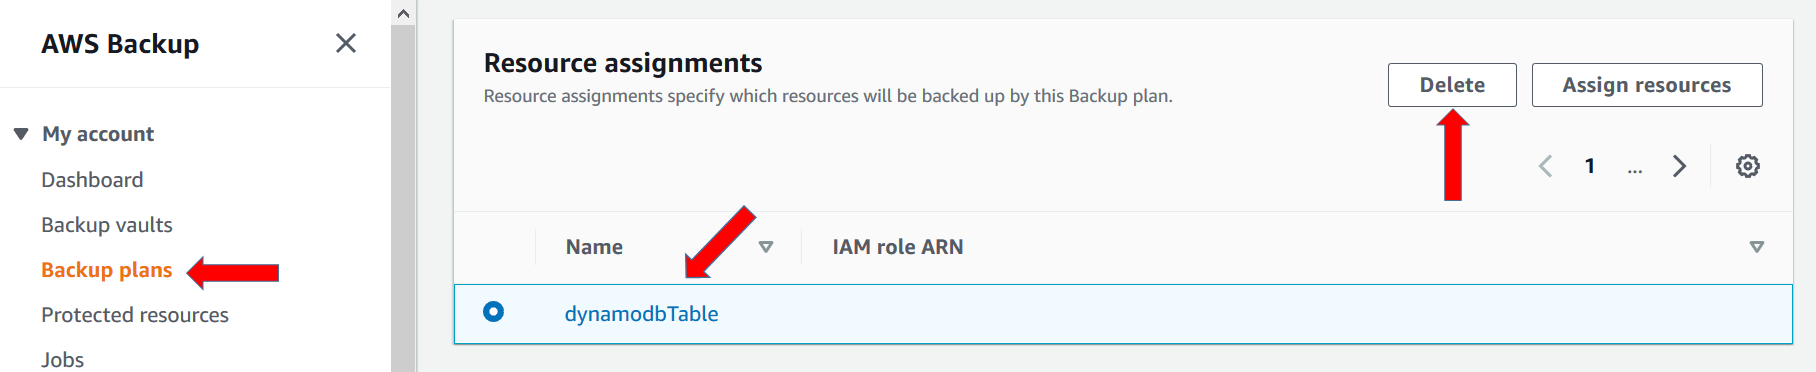 AWS Backup
My account
Dashboard
Backup vaults
Backup plans
Protected resources
Jobs
Resource assignments
Resource assignments specify which resources will be backed up by this Backup plan.
Delete
Assign resources
1 ...
Name
IAM role ARN
dynamodbTable